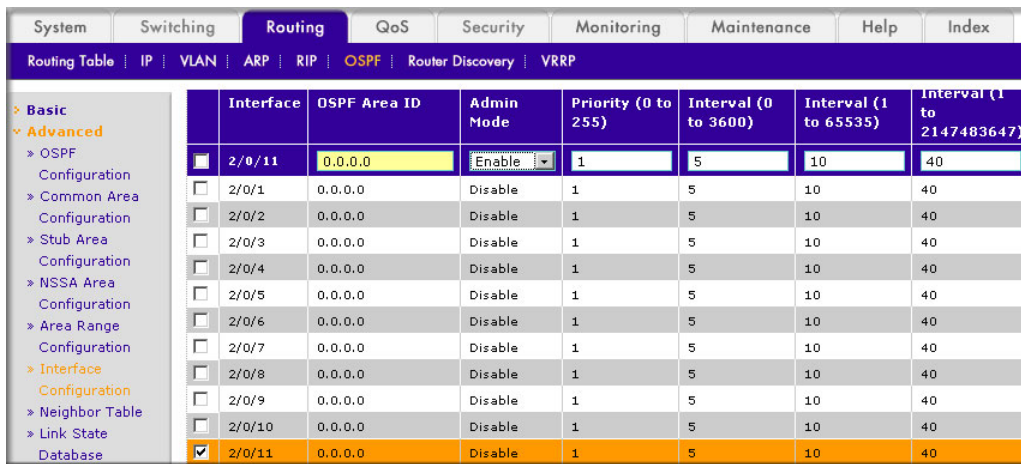 System Switching Routing QoS Security Monitoring Maintenance Help Index
Routing Table IP VLAN ARP RIP OSPF Router Discovery VRRP
> Basic
Advanced
» OSPF
Configuration
» Common Area
Configuration
» Stub Area
Configuration
» NSSA Area
Configuration
» Area Range
Configuration
» Interface
Configuration
» Neighbor Table
» Link State
Database
Interface OSPF Area ID Admin Mode Priority (0 to 255) Interval (0 to 3600) Interval (1 to 65535) Interval (1 to 2147483647)
2/0/11 0.0.0.0 Enable 1 5 10 40
2/0/1 0.0.0.0 Disable 1 5 10 40
2/0/2 0.0.0.0 Disable 1 5 10 40
2/0/3 0.0.0.0 Disable 1 5 10 40
2/0/4 0.0.0.0 Disable 1 5 10 40
2/0/5 0.0.0.0 Disable 1 5 10 40
2/0/6 0.0.0.0 Disable 1 5 10 40
2/0/7 0.0.0.0 Disable 1 5 10 40
2/0/8 0.0.0.0 Disable 1 5 10 40
2/0/9 0.0.0.0 Disable 1 5 10 40
2/0/10 0.0.0.0 Disable 1 5 10 40
2/0/11 0.0.0.0 Disable 1 5 10 40